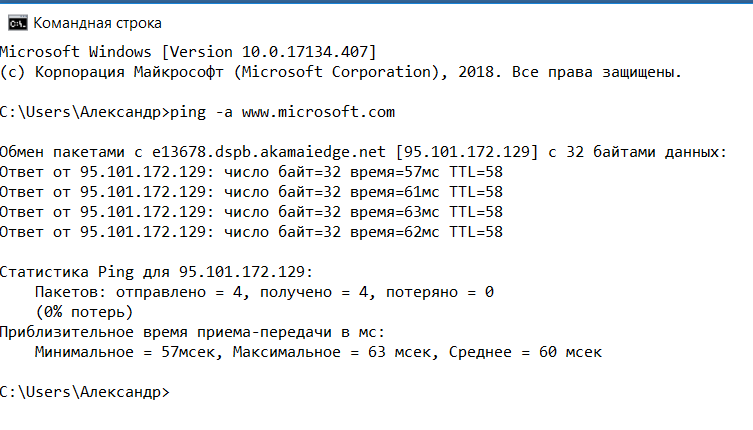 Командная строка
Microsoft Windows [Version 10.0.17134.407]
(c) Корпорация Майкрософт (Microsoft Corporation), 2018. Все права защищены.
C:\Users\Александр>ping -a www.microsoft.com
Обмен пакетами с e13678.dspb.akamaiedge.net [95.101.172.129] с 32 байтами данных:
Ответ от 95.101.172.129: число байт=32 время=57мс TTL=58
Ответ от 95.101.172.129: число байт=32 время=61мс TTL=58
Ответ от 95.101.172.129: число байт=32 время=63мс TTL=58
Ответ от 95.101.172.129: число байт=32 время=62мс TTL=58
Статистика Ping для 95.101.172.129:
Пакетов: отправлено = 4, получено = 4, потеряно = 0
(0% потерь)
Приблизительное время приема-передачи в мс:
Минимальное = 57мсек, Максимальное = 63 мсек, Среднее = 60 мсек
C:\Users\Александр>